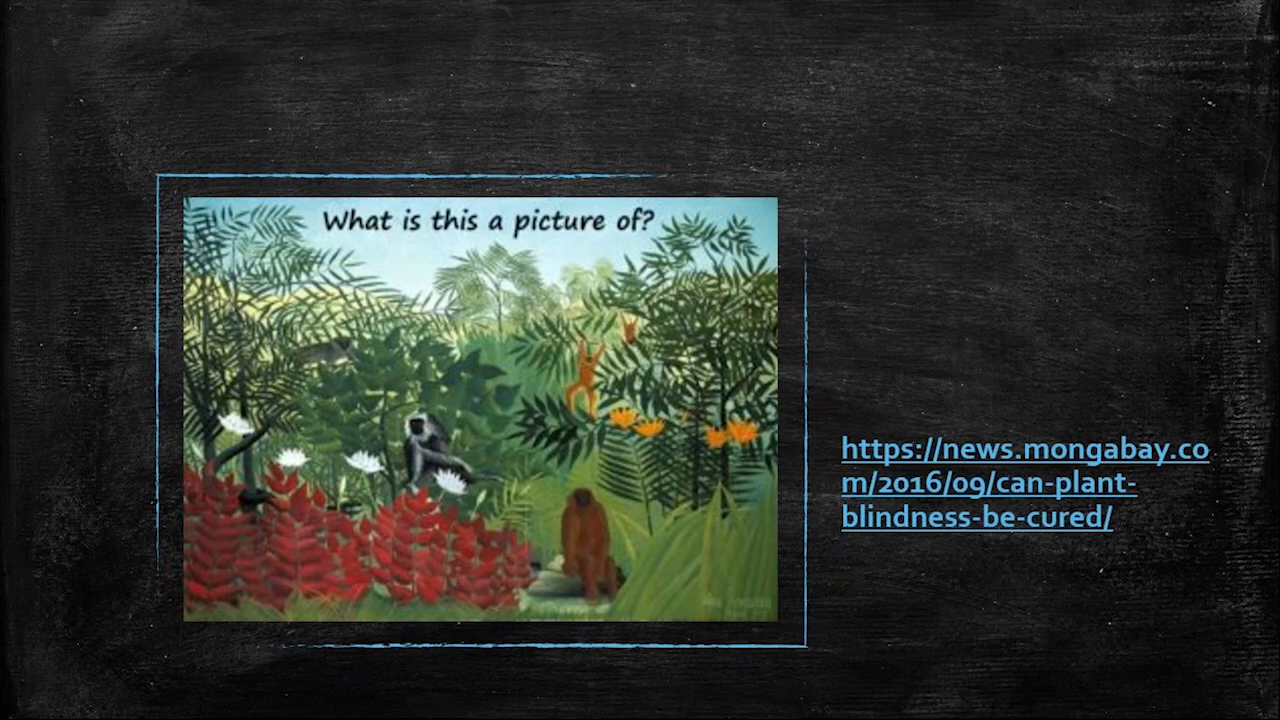 What is this a picture of?
https://news.mongabay.co
m/2016/09/can-plant-
blindness-be-cured/